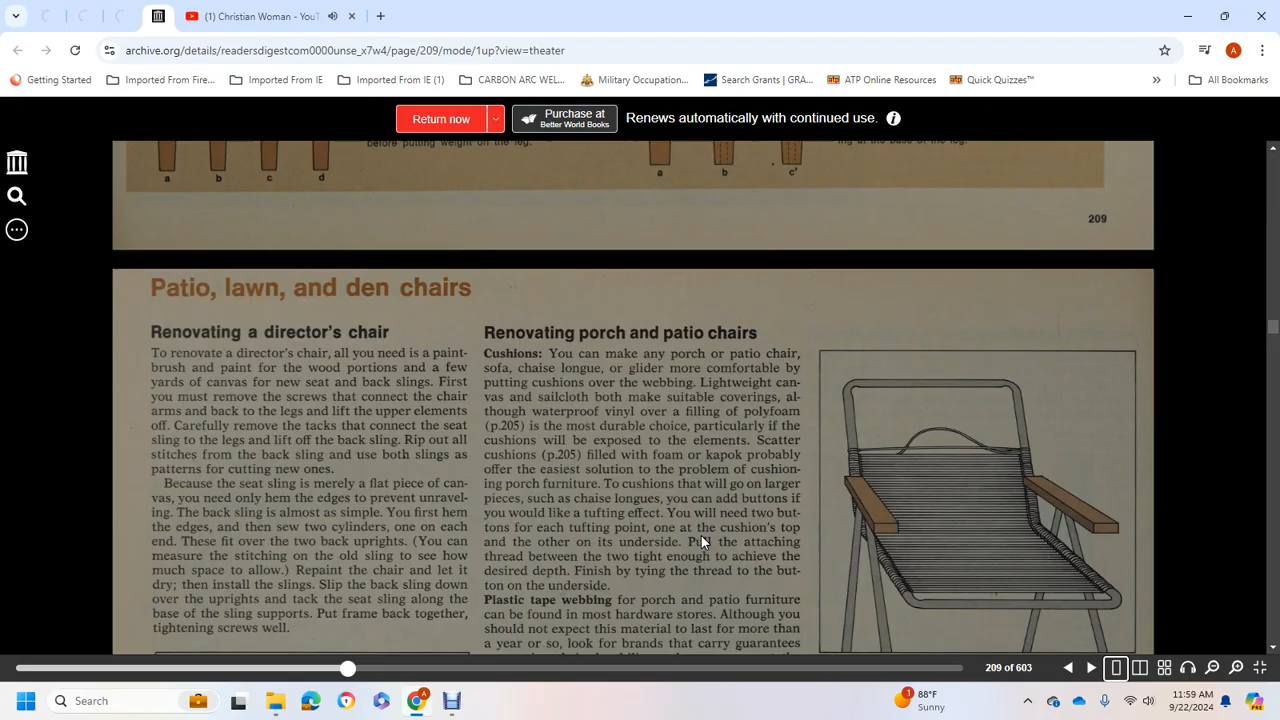 (1) Christian Woman - YouT
archive.org/details/readersdigestcom0000unse_x7w4/page/209/mode/1up?view=theater
A
Getting Started Imported From Fire... Imported From IE Imported From IE (1) CARBON ARC WEL... Military Occupation... Search Grants | GRA... ATP Online Resources Quick Quizzes™ » All Bookmarks
Return now Purchase at Better World Books Renews automatically with continued use. i
before putting weight on the leg.
ing at the base of the leg.
a b c d a b c'
209
Patio, lawn, and den chairs
Renovating a director's chair
To renovate a director's chair, all you need is a paint-
brush and paint for the wood portions and a few
yards of canvas for new seat and back slings. First
you must remove the screws that connect the chair
arms and back to the legs and lift the upper elements
off. Carefully remove the tacks that connect the seat
sling to the legs and lift off the back sling. Rip out all
stitches from the back sling and use both slings as
patterns for cutting new ones.
Because the seat sling is merely a flat piece of can-
vas, you need only hem the edges to prevent unravel-
ing. The back sling is almost as simple. You first hem
the edges, and then sew two cylinders, one on each
end. These fit over the two back uprights. (You can
measure the stitching on the old sling to see how
much space to allow.) Repaint the chair and let it
dry; then install the slings. Slip the back sling down
over the uprights and tack the seat sling along the
base of the sling supports. Put frame back together,
tightening screws well.
Renovating porch and patio chairs
Cushions: You can make any porch or patio chair,
sofa, chaise longue, or glider more comfortable by
putting cushions over the webbing. Lightweight can-
vas and sailcloth both make suitable coverings, al-
though waterproof vinyl over a filling of polyfoam
(p.205) is the most durable choice, particularly if the
cushions will be exposed to the elements. Scatter
cushions (p.205) filled with foam or kapok probably
offer the easiest solution to the problem of cushion-
ing porch furniture. To cushions that will go on larger
pieces, such as chaise longues, you can add buttons if
you would like a tufting effect. You will need two but-
tons for each tufting point, one at the cushion's top
and the other on its underside. the attaching
thread between the two tight enough to achieve the
desired depth. Finish by tying the thread to the but-
ton on the underside.
Plastic tape webbing for porch and patio furniture
can be found in most hardware stores. Although you
should not expect this material to last for more than
a year or so, look for brands that carry guarantees
209 of 603
Search
1
88°F
Sunny
11:59 AM
9/22/2024